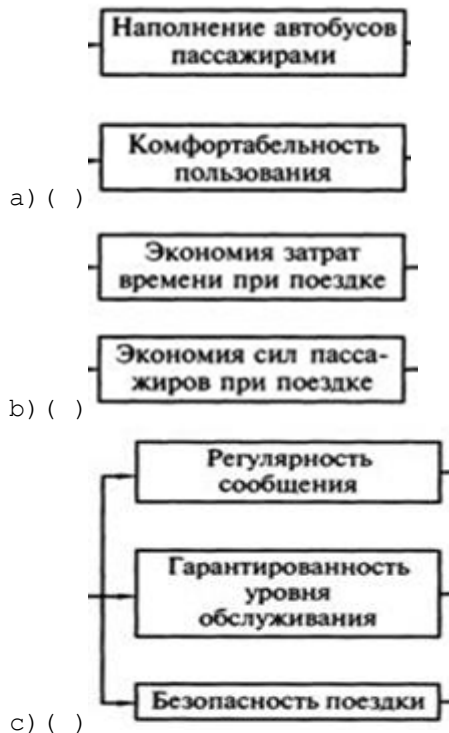 Наполнение автобусов
пассажирами
Комфортабельность
пользования
a) ( )
Экономия затрат
времени при поездке
Экономия сил пасса-
жиров при поездке
b) ( )
Регулярность
сообщения
Гарантированность
уровня
обслуживания
Безопасность поездки
c) ( )